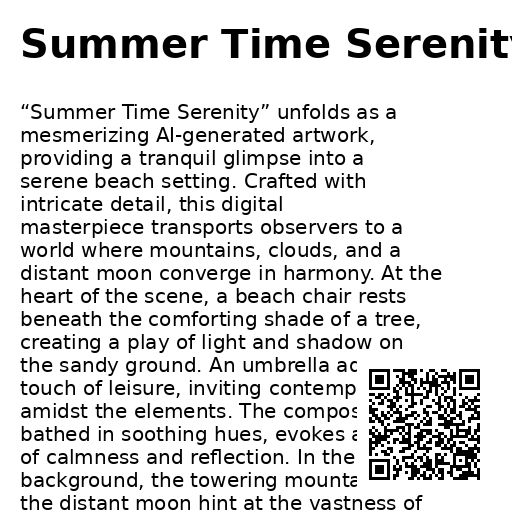 Summer Time Serenity
“Summer Time Serenity” unfolds as a
mesmerizing AI-generated artwork,
providing a tranquil glimpse into a
serene beach setting. Crafted with
intricate detail, this digital
masterpiece transports observers to a
world where mountains, clouds, and a
distant moon converge in harmony. At the
heart of the scene, a beach chair rests
beneath the comforting shade of a tree,
creating a play of light and shadow on
the sandy ground. An umbrella
touch of leisure, inviting
amidst the elements. The
bathed in soothing hues, evokes
of calmness and reflection. In the
background, the towering
the distant moon hint at the vastness of